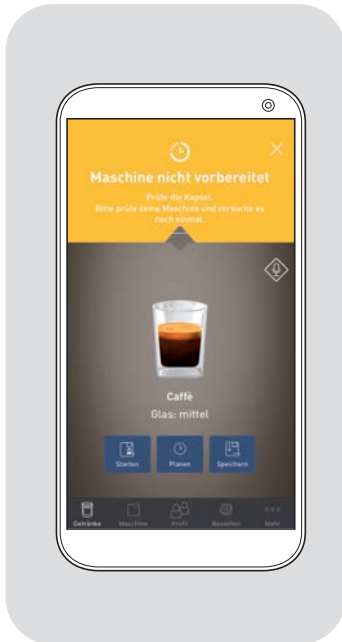 Maschine nicht vorbereitet
Prüfe die Kapsel.
Bitte prüfe deine Maschine und versuche es
noch einmal.
Caffè
Glas: mittel
Starten
Planen
Speichern
Getränke
Maschine
Profil
Bestellen
Mehr